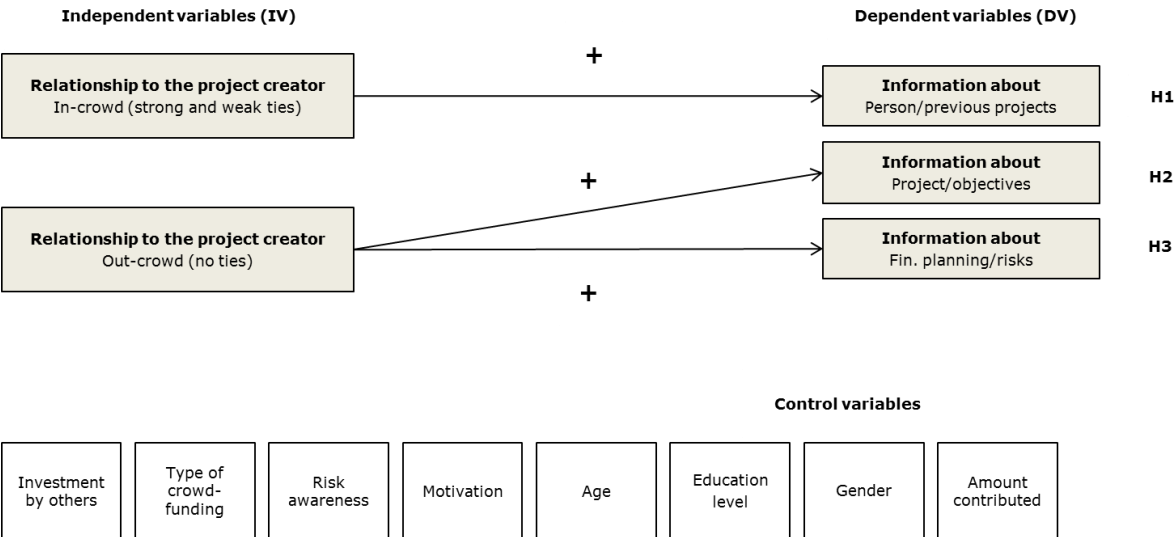 Independent variables (IV)
Dependent variables (DV)
+
Relationship to the project creator
In-crowd (strong and weak ties)
Information about
Person/previous projects
H1
+
Information about
Project/objectives
H2
Relationship to the project creator
Out-crowd (no ties)
Information about
Fin. planning/risks
H3
+
Control variables
Investment
by others
Type of
crowd-
funding
Risk
awareness
Motivation
Age
Education
level
Gender
Amount
contributed